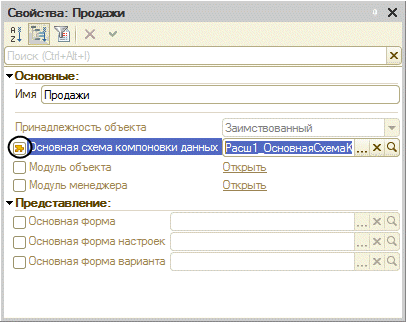 Свойства: Продажи
Поиск (Ctrl+Alt+I)
Основные:
Имя Продажи
Принадлежность объекта Заимствованный
Основная схема компоновки данных Расш1_ОсновнаяСхемаК ...
Модуль объекта Открыть
Модуль менеджера Открыть
Представление:
Основная форма ...
Основная форма настроек ...
Основная форма варианта ...